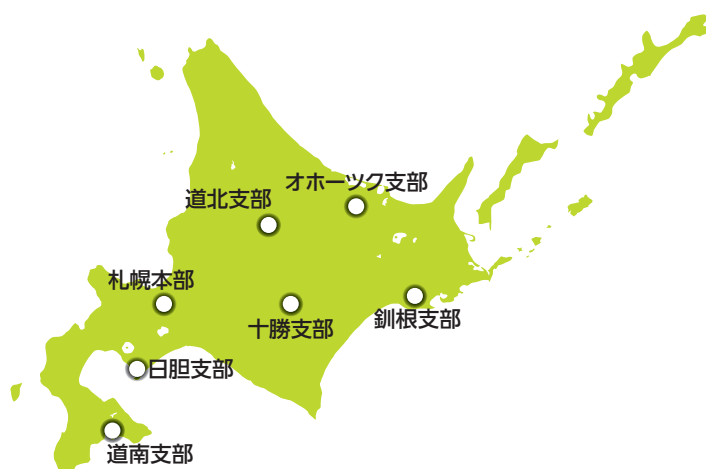 オホーツク支部
道北支部
札幌本部
十勝支部
釧根支部
日胆支部
道南支部